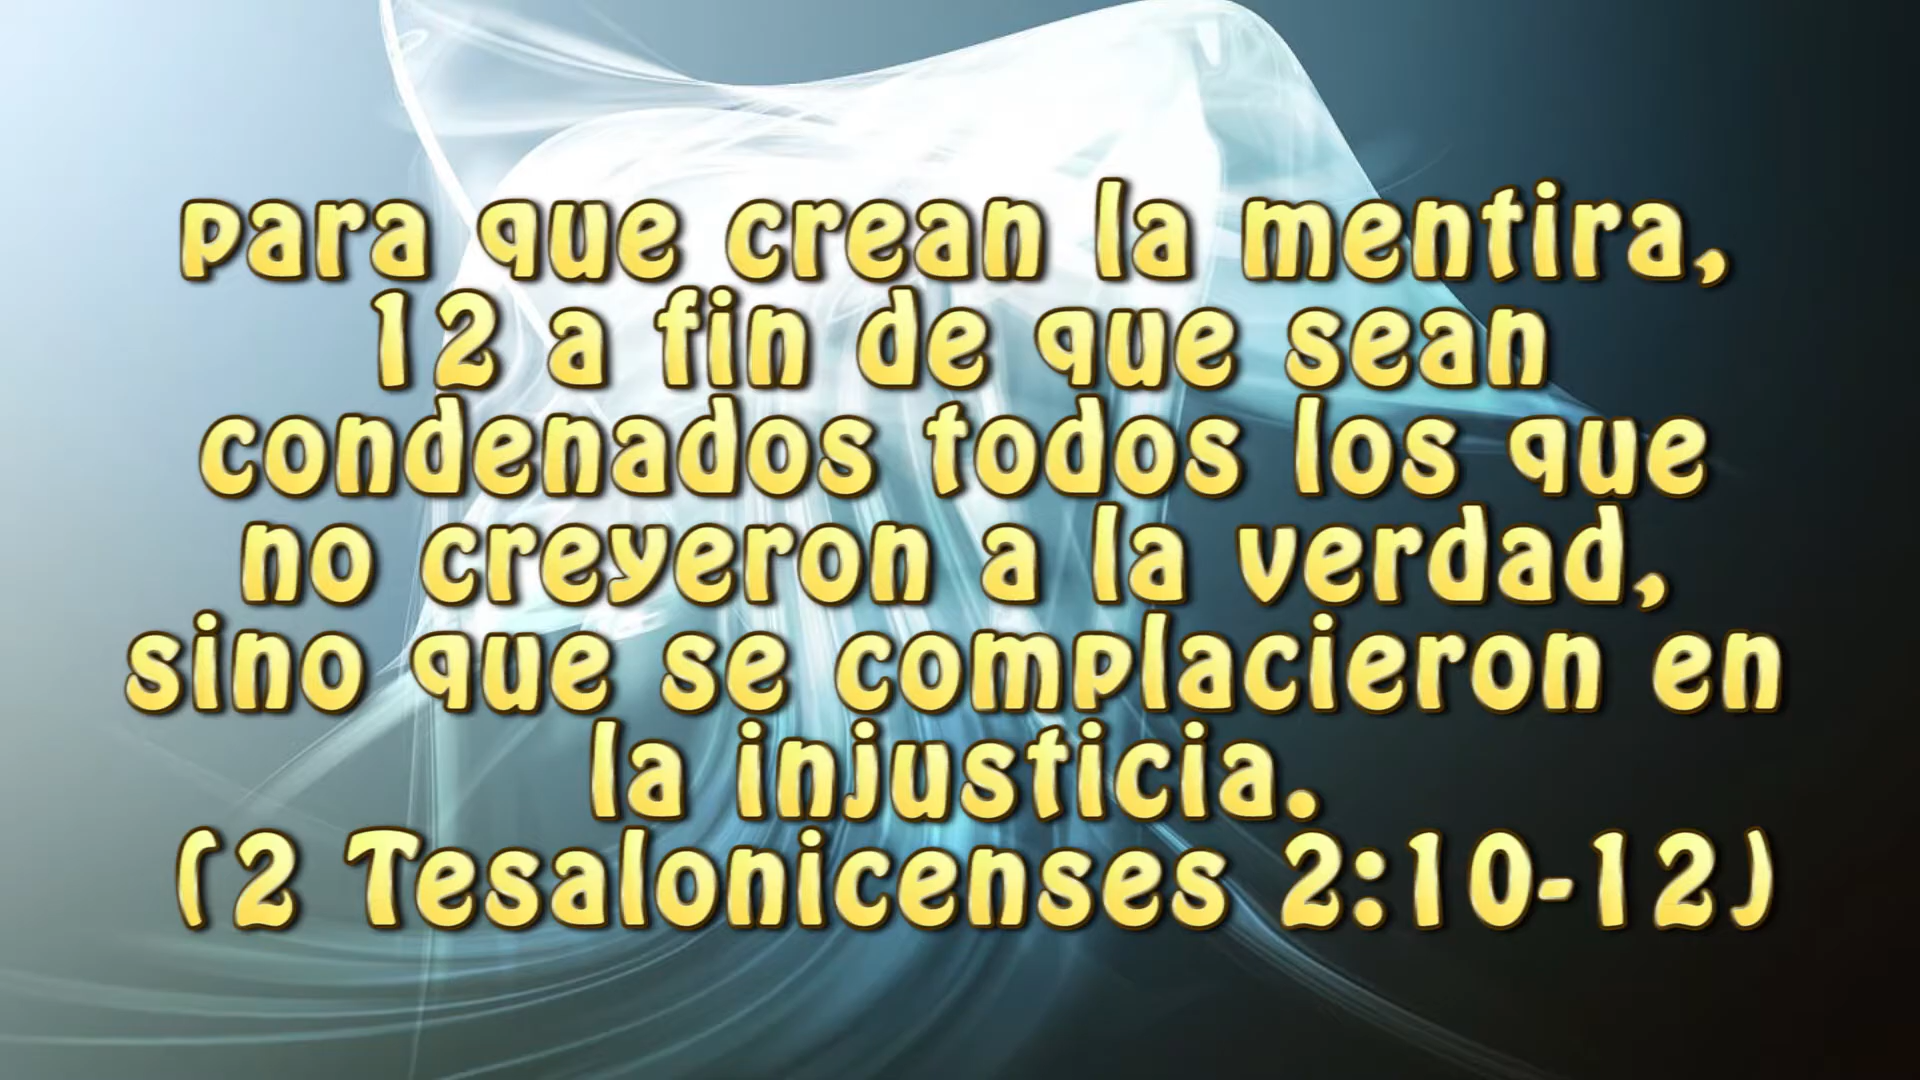 para que crean la mentira,
12 a fin de que sean
condenados todos los que
no creyeron a la verdad,
sino que se complacieron en
la injusticia.
(2 Tesalonicenses 2:10-12)